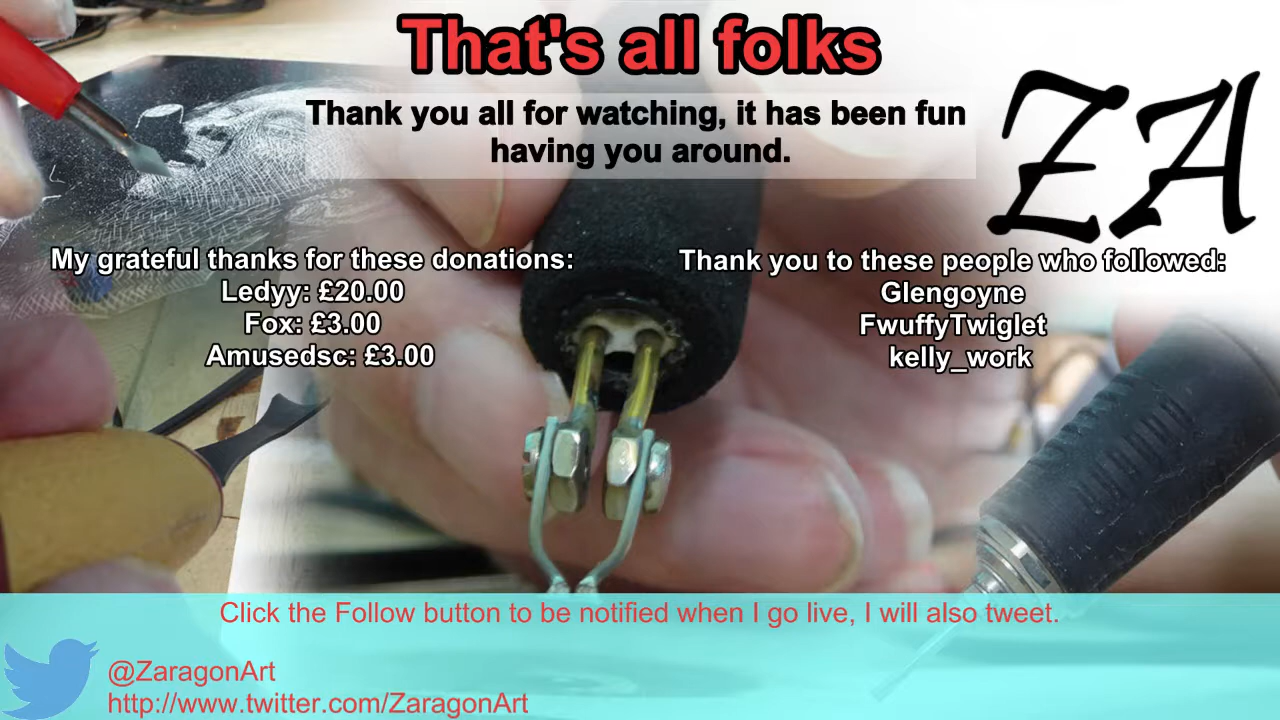 That's all folks
Thank you all for watching, it has been fun
having you around.
ZA
My grateful thanks for these donations:
Ledyy: £20.00
Fox: £3.00
Amusedsc: £3.00
Thank you to these people who followed:
Glengoyne
FwuffyTwiglet
kelly_work
Click the Follow button to be notified when I go live, I will also tweet.
@ZaragonArt
http://www.twitter.com/ZaragonArt